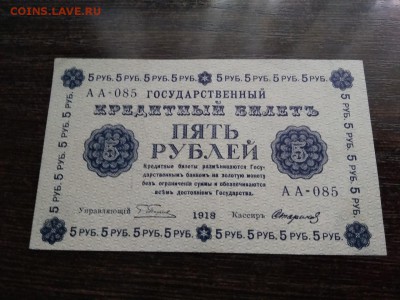 COINS.LAVE.RU
5 РУБ. 5 РУБ. 5 РУБ. 5 РУБ. 5 РУБ. 5 РУБ. 5 РУБ.
АА-085 ГОСУДАРСТВЕННЫЙ
КРЕДИТНЫЙ БИЛЕТЪ
5 ПЯТЬ РУБЛЕЙ 5
Кредитные билеты размѣниваются Госу-
дарственнымъ банкомъ на золотую монету
безъ ограниченія суммы и обезпечиваются
всѣмъ достояніемъ Государства.
АА-085
Управляющій 1918 Кассиръ
5 РУБ. 5 РУБ. 5 РУБ. 5 РУБ. 5 РУБ. 5 РУБ.